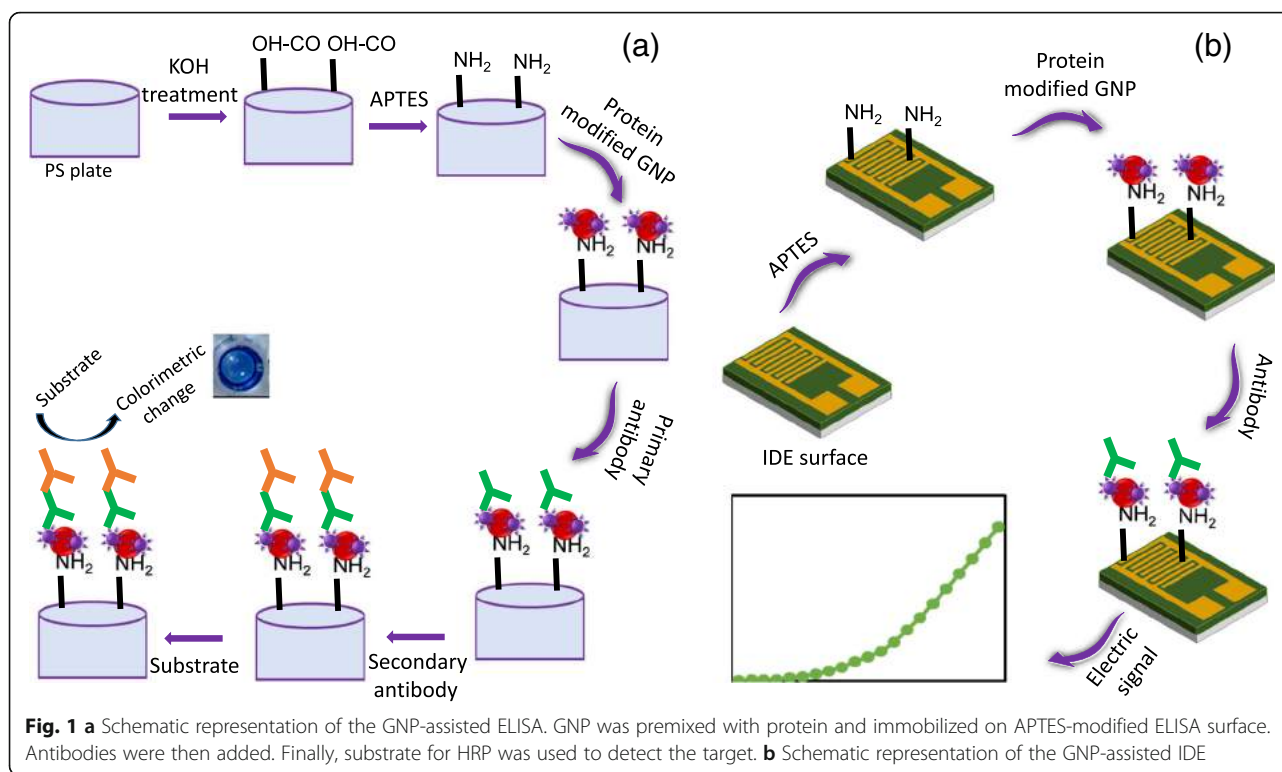 (a)
OH-CO OH-CO
KOH
treatment
PS plate
APTES
NH2 NH2
Protein
modified GNP
NH2 NH2
Primary
antibody
NH2 NH2
Secondary
antibody
NH2 NH2
Substrate
NH2 NH2
Substrate
Colorimetric
change
(b)
IDE surface
APTES
NH2 NH2
Protein
modified GNP
NH2 NH2
Antibody
NH2 NH2
Electric
signal
Fig. 1 a Schematic representation of the GNP-assisted ELISA. GNP was premixed with protein and immobilized on APTES-modified ELISA surface.
Antibodies were then added. Finally, substrate for HRP was used to detect the target. b Schematic representation of the GNP-assisted IDE